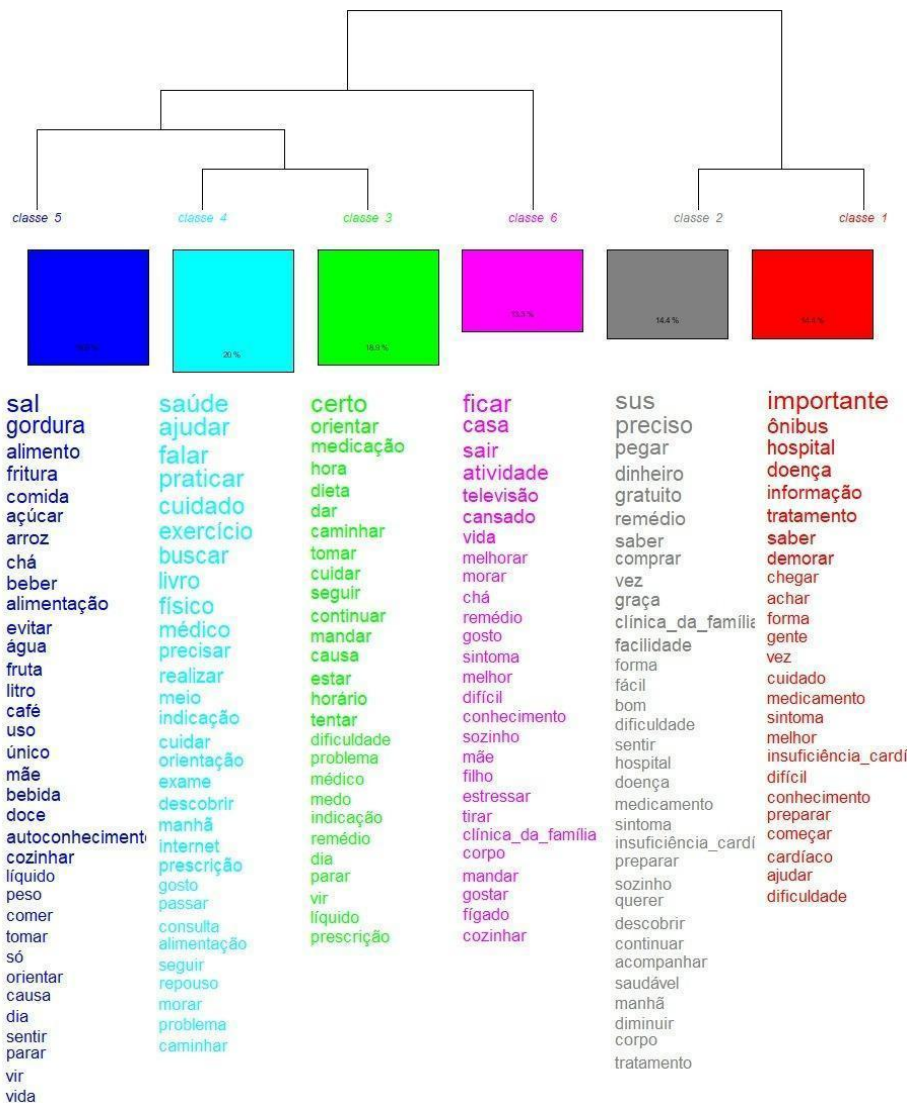 classe 5
classe 4
classe 3
classe 6
classe 2
classe 1
20 %
18.9 %
13.3 %
14.4 %
sal
gordura
alimento
fritura
comida
açúcar
arroz
chá
beber
alimentação
evitar
água
fruta
litro
café
uso
único
mãe
bebida
doce
autoconhecimento
cozinhar
líquido
peso
comer
tomar
só
orientar
causa
dia
sentir
parar
vir
vida
saúde
ajudar
falar
praticar
cuidado
exercício
buscar
livro
físico
médico
precisar
realizar
meio
indicação
cuidar
orientação
exame
descobrir
manhã
internet
prescrição
gosto
passar
consulta
alimentação
seguir
repouso
morar
problema
caminhar
certo
orientar
medicação
hora
dieta
dar
caminhar
tomar
cuidar
seguir
continuar
mandar
causa
estar
horário
tentar
dificuldade
problema
médico
medo
indicação
remédio
dia
parar
vir
líquido
prescrição
ficar
casa
sair
atividade
televisão
cansado
vida
melhorar
morar
chá
remédio
gosto
sintoma
melhor
difícil
conhecimento
sozinho
mãe
filho
estressar
tirar
clínica_da_família
corpo
mandar
gostar
fígado
cozinhar
sus
preciso
pegar
dinheiro
gratuito
remédio
saber
comprar
vez
graça
clínica_da_família
facilidade
forma
fácil
bom
dificuldade
sentir
hospital
doença
medicamento
sintoma
insuficiência_cardí
preparar
sozinho
querer
descobrir
continuar
acompanhar
saudável
manhã
diminuir
corpo
tratamento
importante
ônibus
hospital
doença
informação
tratamento
saber
demorar
chegar
achar
forma
gente
vez
cuidado
medicamento
sintoma
melhor
insuficiência_cardí
difícil
conhecimento
preparar
começar
cardíaco
ajudar
dificuldade